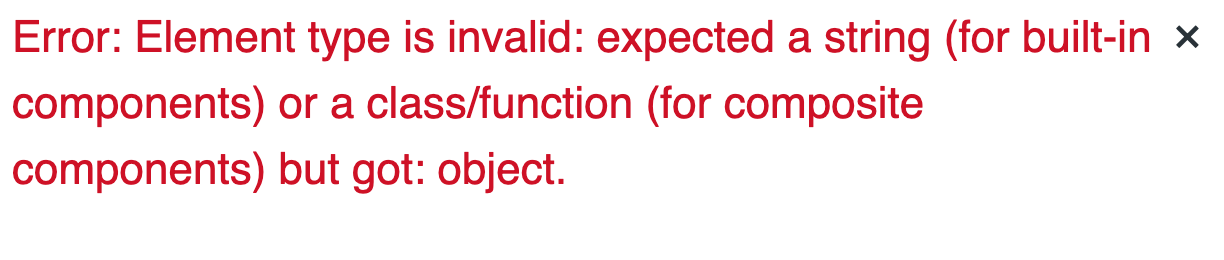 Error: Element type is invalid: expected a string (for built-in ×
components) or a class/function (for composite
components) but got: object.